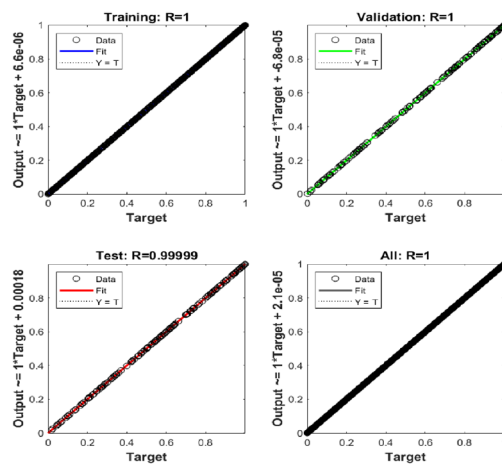 Training: R=1
Output ~= 1*Target + 6.6e-06
1
0.8
0.6
0.4
0.2
0
Data
Fit
Y = T
0 0.2 0.4 0.6 0.8 1
Target
Validation: R=1
Output ~= 1*Target + -6.8e-05
0.8
0.6
0.4
0.2
0
Data
Fit
Y = T
0 0.2 0.4 0.6 0.8
Target
Test: R=0.99999
Output ~= 1*Target + 0.00018
1
0.8
0.6
0.4
0.2
0
Data
Fit
Y = T
0 0.2 0.4 0.6 0.8
Target
All: R=1
Output ~= 1*Target + 2.1e-05
1
0.8
0.6
0.4
0.2
0
Data
Fit
Y = T
0 0.2 0.4 0.6 0.8
Target